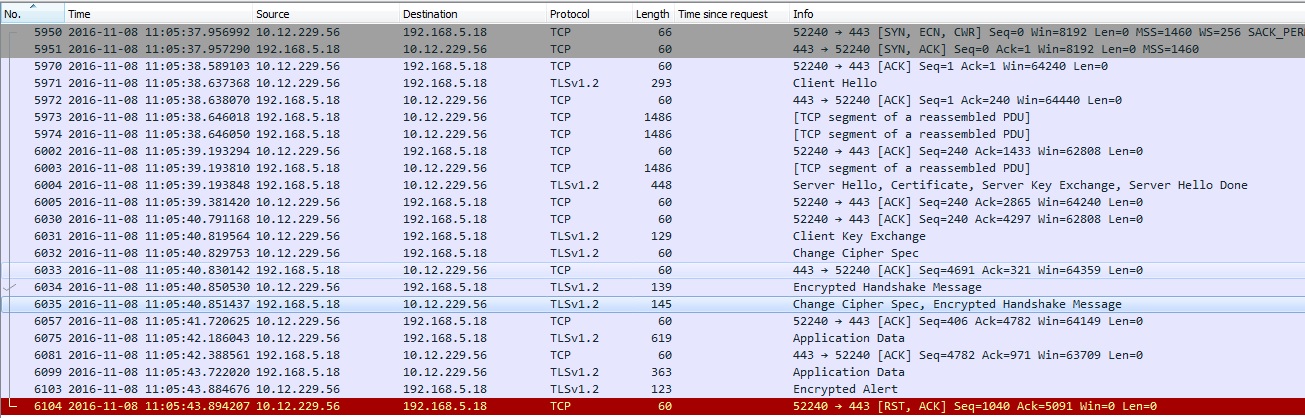 No. Time Source Destination Protocol Length Time since request Info
5950 2016-11-08 11:05:37.956992 10.12.229.56 192.168.5.18 TCP 66 52240 → 443 [SYN, ECN, CWR] Seq=0 Win=8192 Len=0 MSS=1460 WS=256 SACK_PER
5951 2016-11-08 11:05:37.957290 192.168.5.18 10.12.229.56 TCP 60 443 → 52240 [SYN, ACK] Seq=0 Ack=1 Win=8192 Len=0 MSS=1460
5970 2016-11-08 11:05:38.589103 10.12.229.56 192.168.5.18 TCP 60 52240 → 443 [ACK] Seq=1 Ack=1 Win=64240 Len=0
5971 2016-11-08 11:05:38.637368 10.12.229.56 192.168.5.18 TLSv1.2 293 Client Hello
5972 2016-11-08 11:05:38.638070 192.168.5.18 10.12.229.56 TCP 60 443 → 52240 [ACK] Seq=1 Ack=240 Win=64440 Len=0
5973 2016-11-08 11:05:38.646018 192.168.5.18 10.12.229.56 TCP 1486 [TCP segment of a reassembled PDU]
5974 2016-11-08 11:05:38.646050 192.168.5.18 10.12.229.56 TCP 1486 [TCP segment of a reassembled PDU]
6002 2016-11-08 11:05:39.193294 10.12.229.56 192.168.5.18 TCP 60 52240 → 443 [ACK] Seq=240 Ack=1433 Win=62808 Len=0
6003 2016-11-08 11:05:39.193810 192.168.5.18 10.12.229.56 TCP 1486 [TCP segment of a reassembled PDU]
6004 2016-11-08 11:05:39.193848 192.168.5.18 10.12.229.56 TLSv1.2 448 Server Hello, Certificate, Server Key Exchange, Server Hello Done
6005 2016-11-08 11:05:39.381420 10.12.229.56 192.168.5.18 TCP 60 52240 → 443 [ACK] Seq=240 Ack=2865 Win=64240 Len=0
6030 2016-11-08 11:05:40.791168 10.12.229.56 192.168.5.18 TCP 60 52240 → 443 [ACK] Seq=240 Ack=4297 Win=62808 Len=0
6031 2016-11-08 11:05:40.819564 10.12.229.56 192.168.5.18 TLSv1.2 129 Client Key Exchange
6032 2016-11-08 11:05:40.829753 10.12.229.56 192.168.5.18 TLSv1.2 60 Change Cipher Spec
6033 2016-11-08 11:05:40.830142 192.168.5.18 10.12.229.56 TCP 60 443 → 52240 [ACK] Seq=4691 Ack=321 Win=64359 Len=0
6034 2016-11-08 11:05:40.850530 10.12.229.56 192.168.5.18 TLSv1.2 139 Encrypted Handshake Message
6035 2016-11-08 11:05:40.851437 192.168.5.18 10.12.229.56 TLSv1.2 145 Change Cipher Spec, Encrypted Handshake Message
6057 2016-11-08 11:05:41.720625 10.12.229.56 192.168.5.18 TCP 60 52240 → 443 [ACK] Seq=406 Ack=4782 Win=64149 Len=0
6075 2016-11-08 11:05:42.186043 10.12.229.56 192.168.5.18 TLSv1.2 619 Application Data
6081 2016-11-08 11:05:42.388561 192.168.5.18 10.12.229.56 TCP 60 443 → 52240 [ACK] Seq=4782 Ack=971 Win=63709 Len=0
6099 2016-11-08 11:05:43.722020 192.168.5.18 10.12.229.56 TLSv1.2 363 Application Data
6103 2016-11-08 11:05:43.884676 10.12.229.56 192.168.5.18 TLSv1.2 123 Encrypted Alert
6104 2016-11-08 11:05:43.894207 10.12.229.56 192.168.5.18 TCP 60 52240 → 443 [RST, ACK] Seq=1040 Ack=5091 Win=0 Len=0